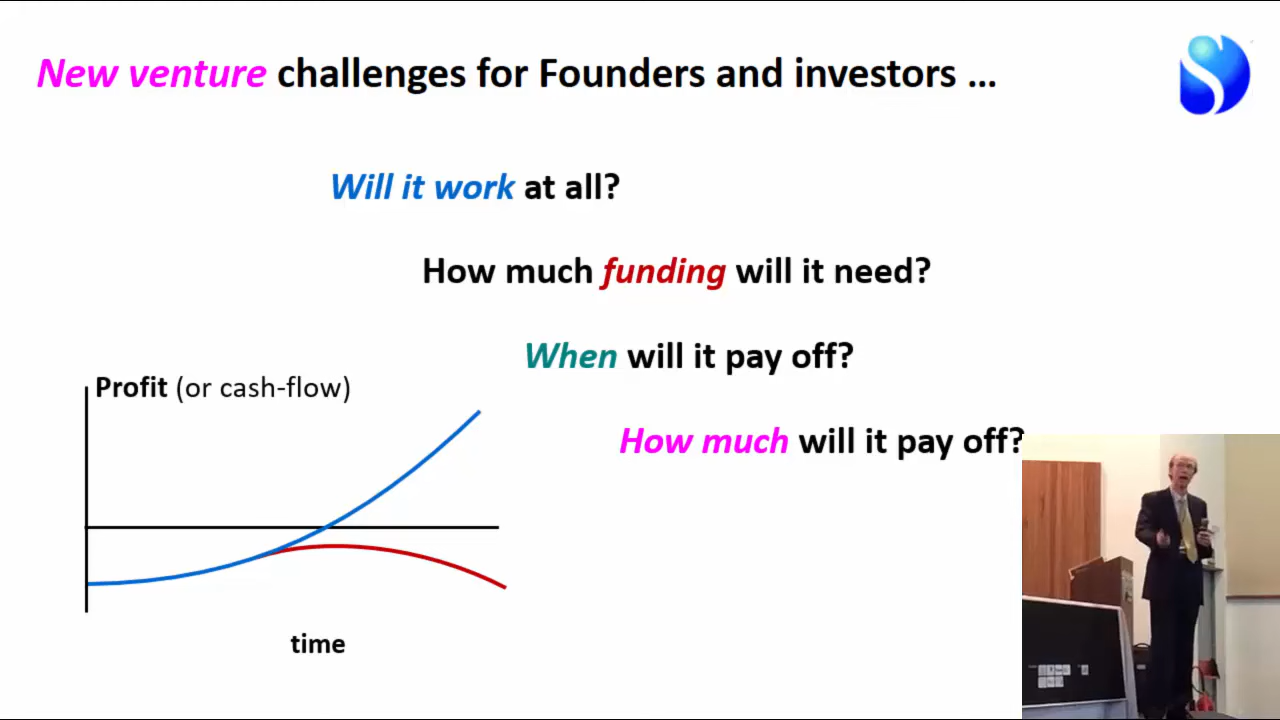 New venture challenges for Founders and investors ...
Will it work at all?
How much funding will it need?
When will it pay off?
Profit (or cash-flow)
How much will it pay off?
time